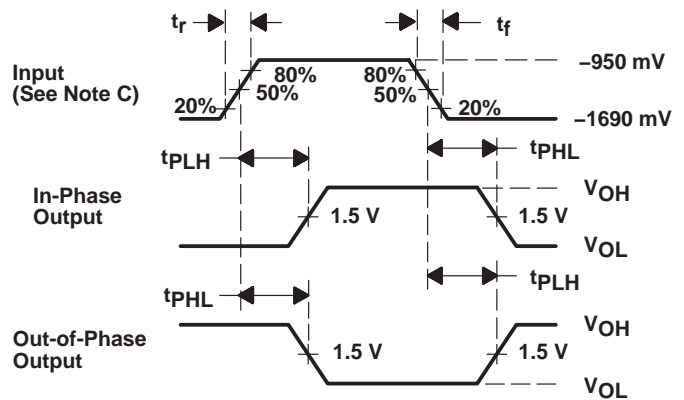 tr
tf
Input
(See Note C)
80%
50%
20%
80%
50%
20%
–950 mV
–1690 mV
tPLH
tPHL
In-Phase
Output
1.5 V
1.5 V
VOH
VOL
tPHL
tPLH
Out-of-Phase
Output
1.5 V
1.5 V
VOH
VOL